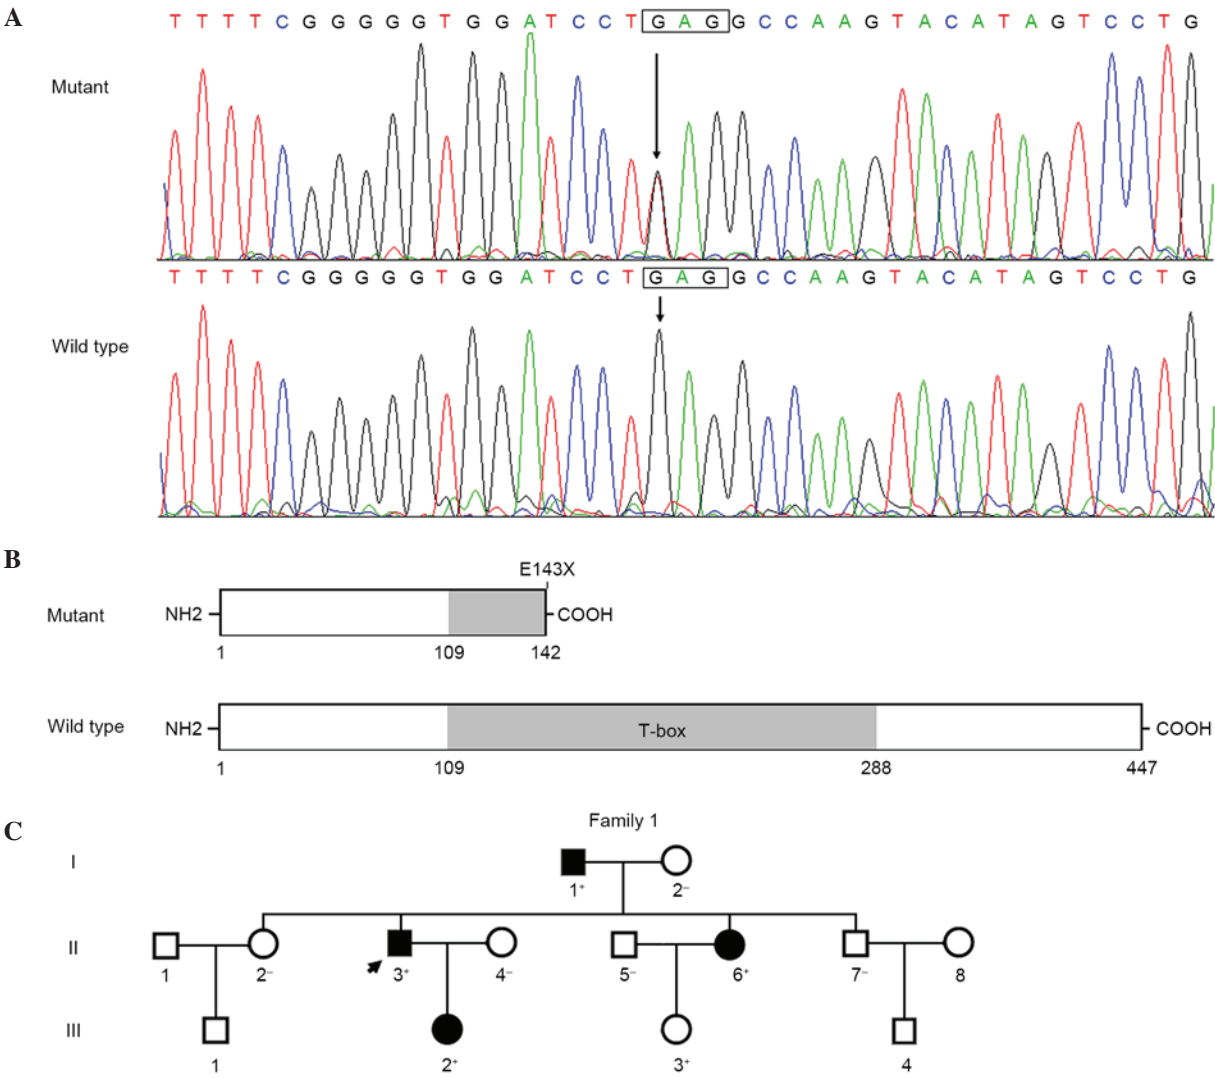 A
T T T T C G G G G G T G G A T C C T G A G G C C A A G T A C A T A G T C C T G
Mutant
T T T T C G G G G G T G G A T C C T G A G G C C A A G T A C A T A G T C C T G
Wild type
B
E143X
Mutant NH2 COOH
1 109 142
Wild type NH2 T-box COOH
1 109 288 447
C
Family 1
I
1⁺ 2⁻
II
1 2⁻ 3⁺ 4⁻ 5⁻ 6⁺ 7⁻ 8
III
1 2⁺ 3⁺ 4